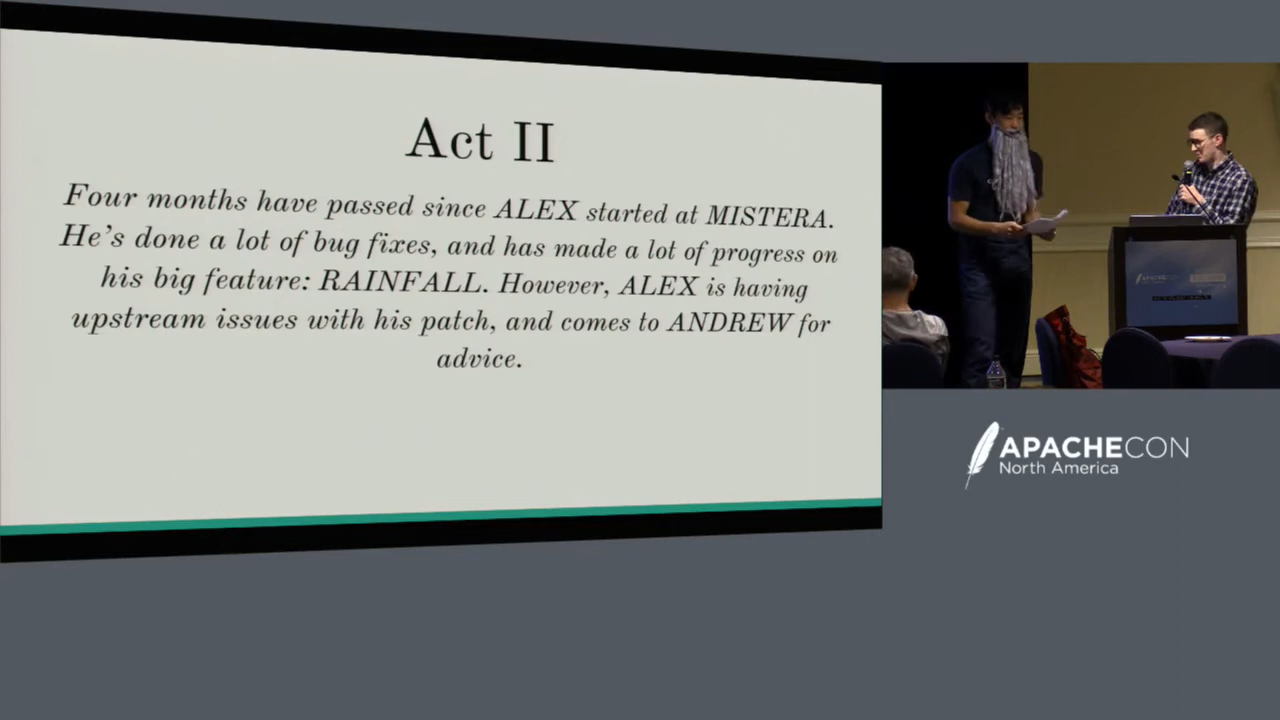 Act II
Four months have passed since ALEX started at MISTERA.
He's done a lot of bug fixes, and has made a lot of progress on
his big feature: RAINFALL. However, ALEX is having
upstream issues with his patch, and comes to ANDREW for
advice.
APACHECON
APACHECON
North America